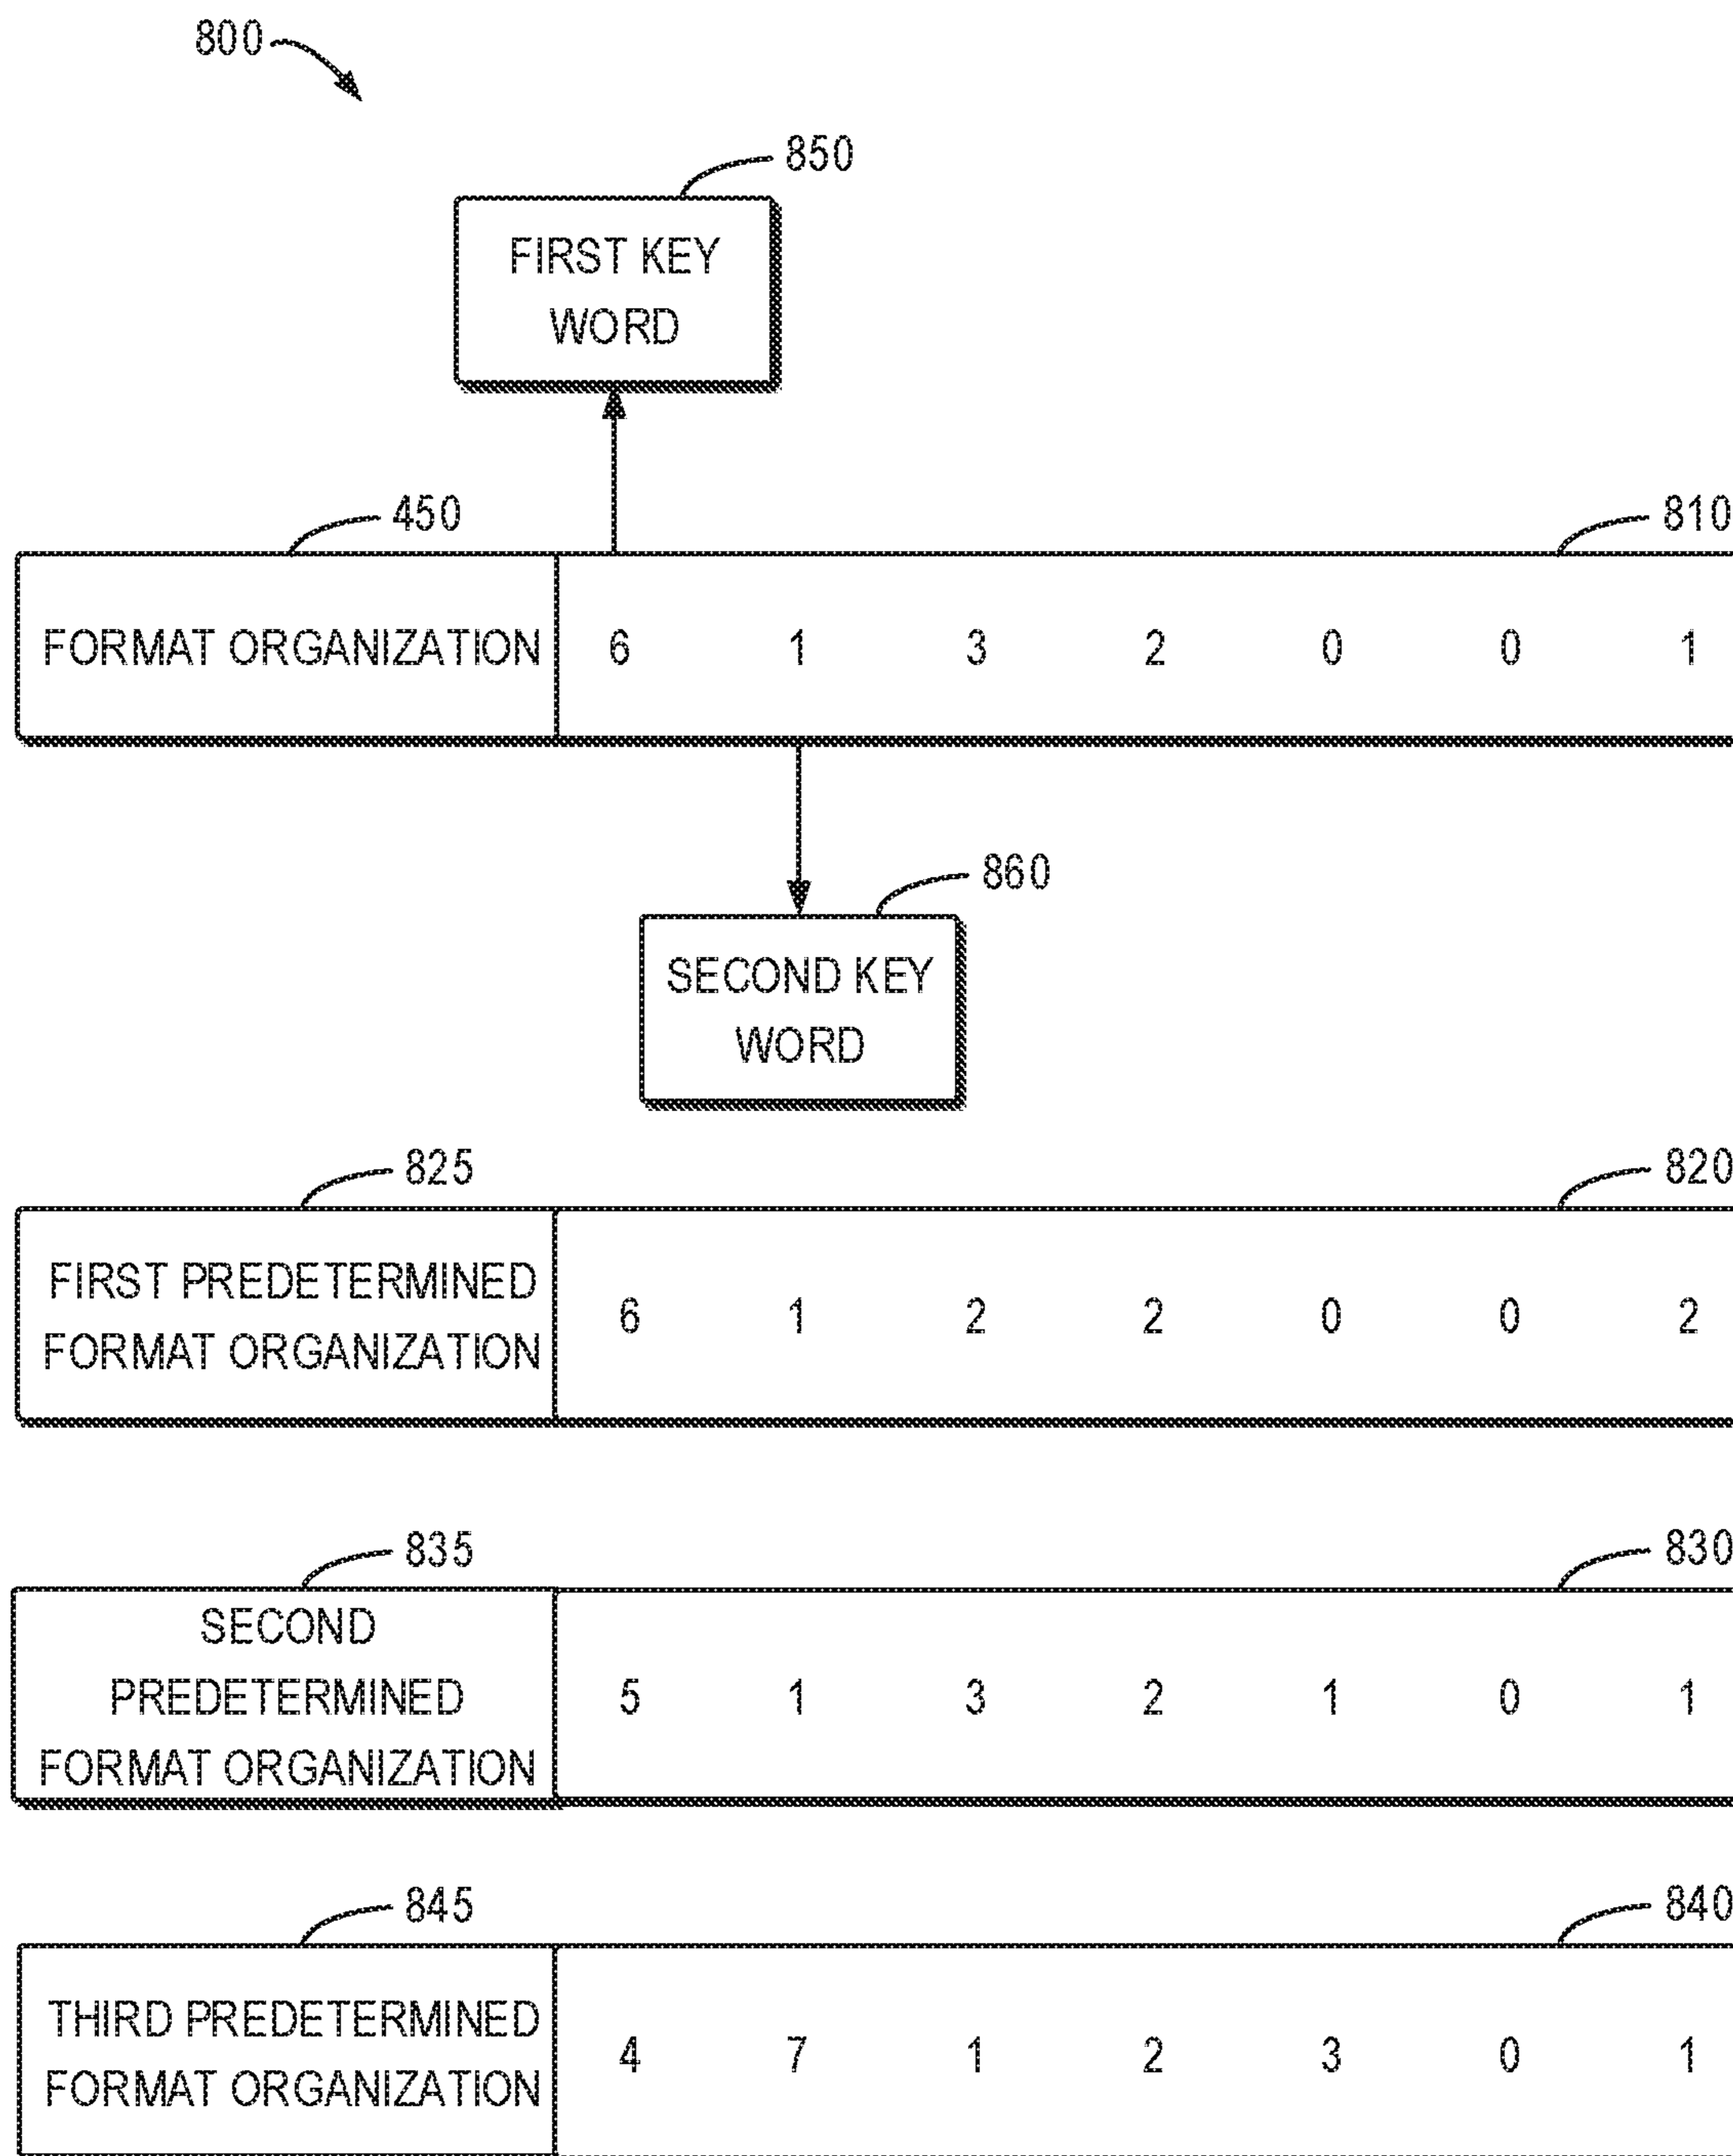 800
850
FIRST KEY
WORD
450
810
FORMAT ORGANIZATION 6 1 3 2 0 0 1
860
SECOND KEY
WORD
825
820
FIRST PREDETERMINED
FORMAT ORGANIZATION
6 1 2 2 0 0 2
835
830
SECOND
PREDETERMINED
FORMAT ORGANIZATION
5 1 3 2 1 0 1
845
840
THIRD PREDETERMINED
FORMAT ORGANIZATION
4 7 1 2 3 0 1